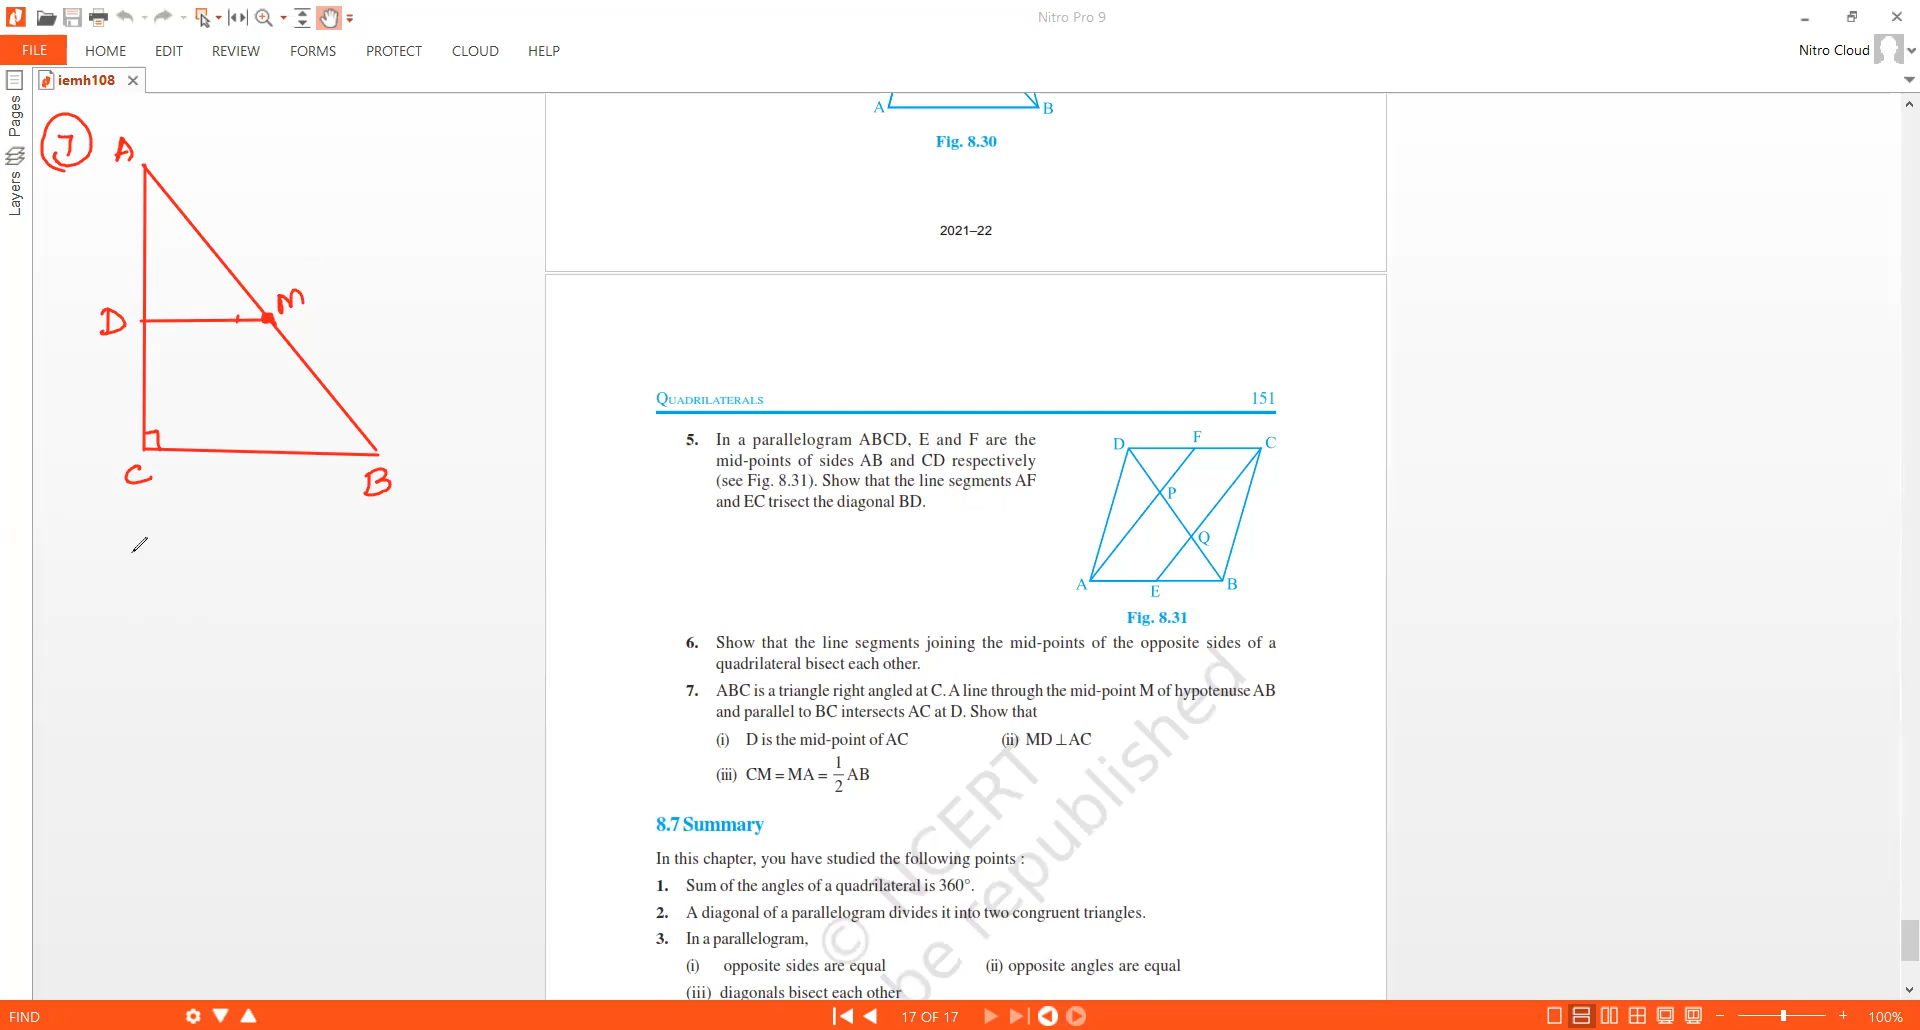 Nitro Pro 9
FILE HOME EDIT REVIEW FORMS PROTECT CLOUD HELP
Nitro Cloud
iemh108
Pages
Layers
7
A
D
M
C
B
A B
Fig. 8.30
2021–22
QUADRILATERALS 151
5. In a parallelogram ABCD, E and F are the
mid-points of sides AB and CD respectively
(see Fig. 8.31). Show that the line segments AF
and EC trisect the diagonal BD.
D F C
P
Q
A E B
Fig. 8.31
6. Show that the line segments joining the mid-points of the opposite sides of a
quadrilateral bisect each other.
7. ABC is a triangle right angled at C. A line through the mid-point M of hypotenuse AB
and parallel to BC intersects AC at D. Show that
(i) D is the mid-point of AC (ii) MD ⊥ AC
(iii) CM = MA = 1/2 AB
8.7 Summary
In this chapter, you have studied the following points :
1. Sum of the angles of a quadrilateral is 360°.
2. A diagonal of a parallelogram divides it into two congruent triangles.
3. In a parallelogram,
(i) opposite sides are equal (ii) opposite angles are equal
(iii) diagonals bisect each other
© NCERT
be republished
FIND
17 OF 17
100%